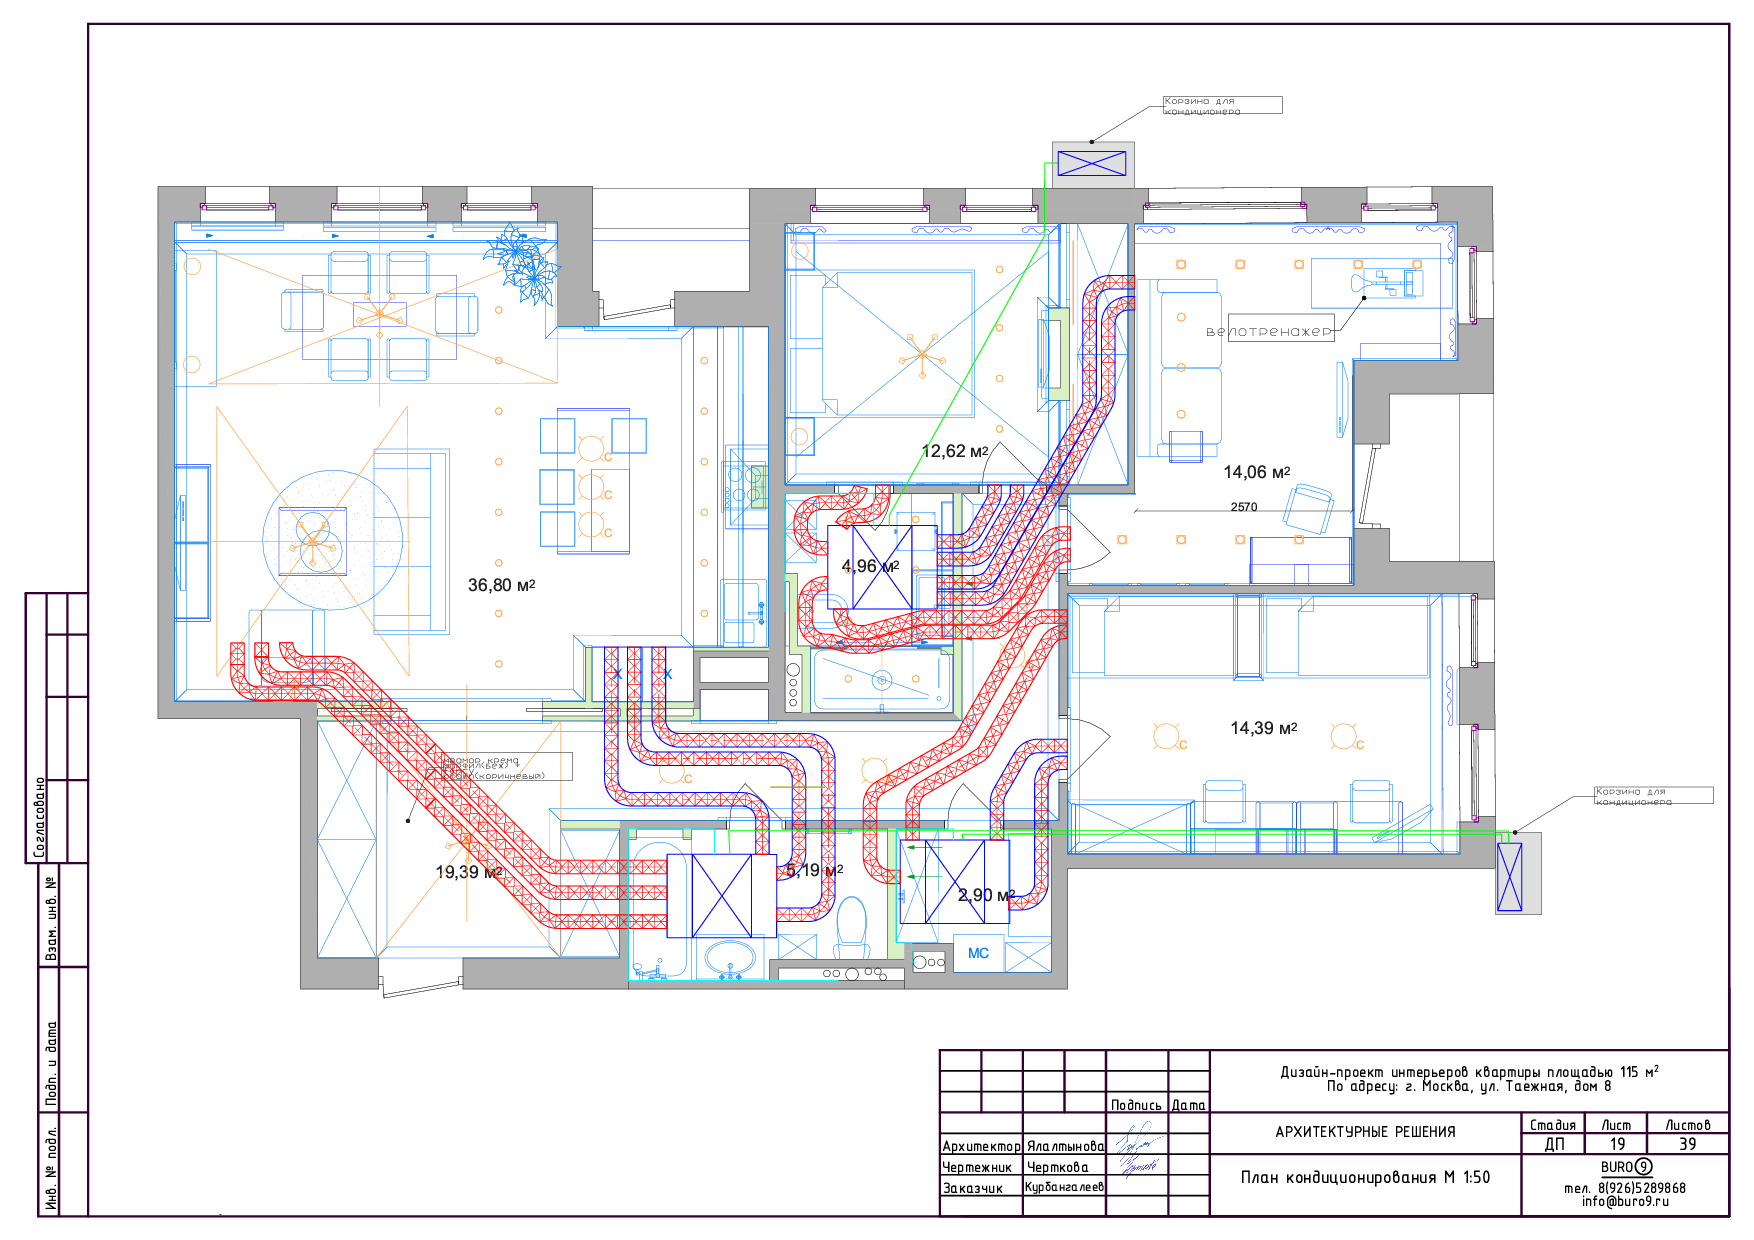 Корзина для
кондиционера
велотренажер
12,62 м²
14,06 м²
2570
4,96 м²
36,80 м²
С
С
С
X
X
14,39 м²
С
С
С
Корзина для
кондиционера
19,39 м²
5,19 м²
2,90 м²
МС
Согласовано
Взам. инв. №
Подп. и дата
Инв. № подл.
Подпись Дата
Архитектор Ялалтынова
Чертежник Черткова
Заказчик Курбангалеев
Дизайн-проект интерьеров квартиры площадью 115 м²
По адресу: г. Москва, ул. Таежная, дом 8
АРХИТЕКТУРНЫЕ РЕШЕНИЯ
Стадия Лист Листов
ДП 19 39
План кондиционирования М 1:50
BURO 9
тел. 8(926)5289868
info@buro9.ru